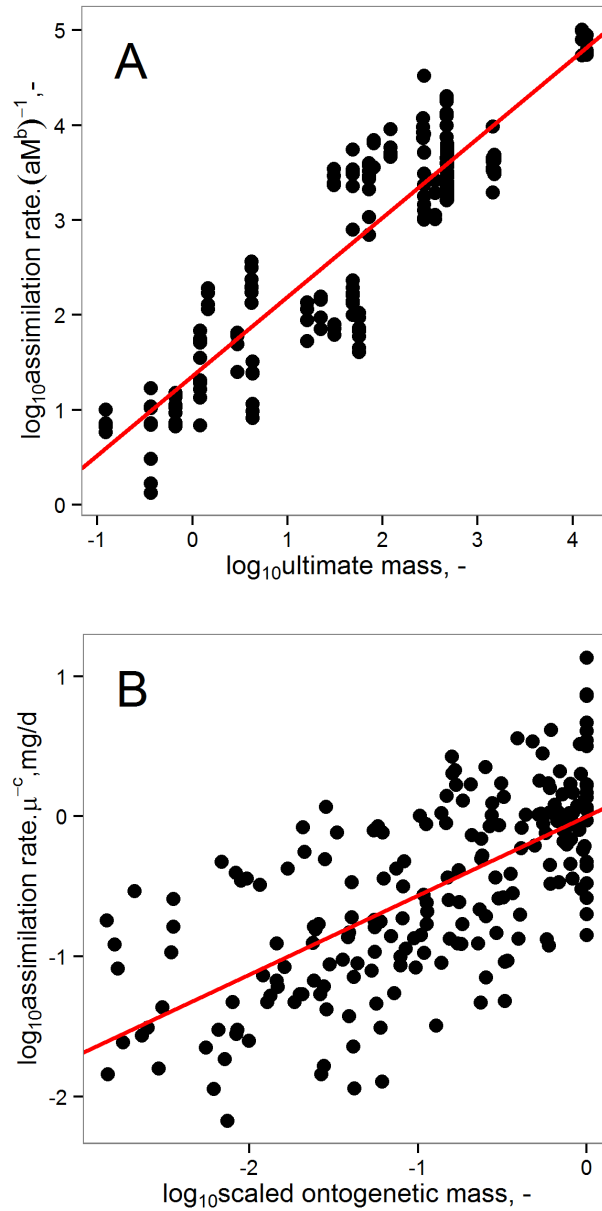 A
log₁₀assimilation rate.(aMᵇ)⁻¹,-
5
4
3
2
1
0
-1 0 1 2 3 4
log₁₀ultimate mass, -
B
log₁₀assimilation rate.μ⁻ᶜ,mg/d
1
0
-1
-2
-2 -1 0
log₁₀scaled ontogenetic mass, -